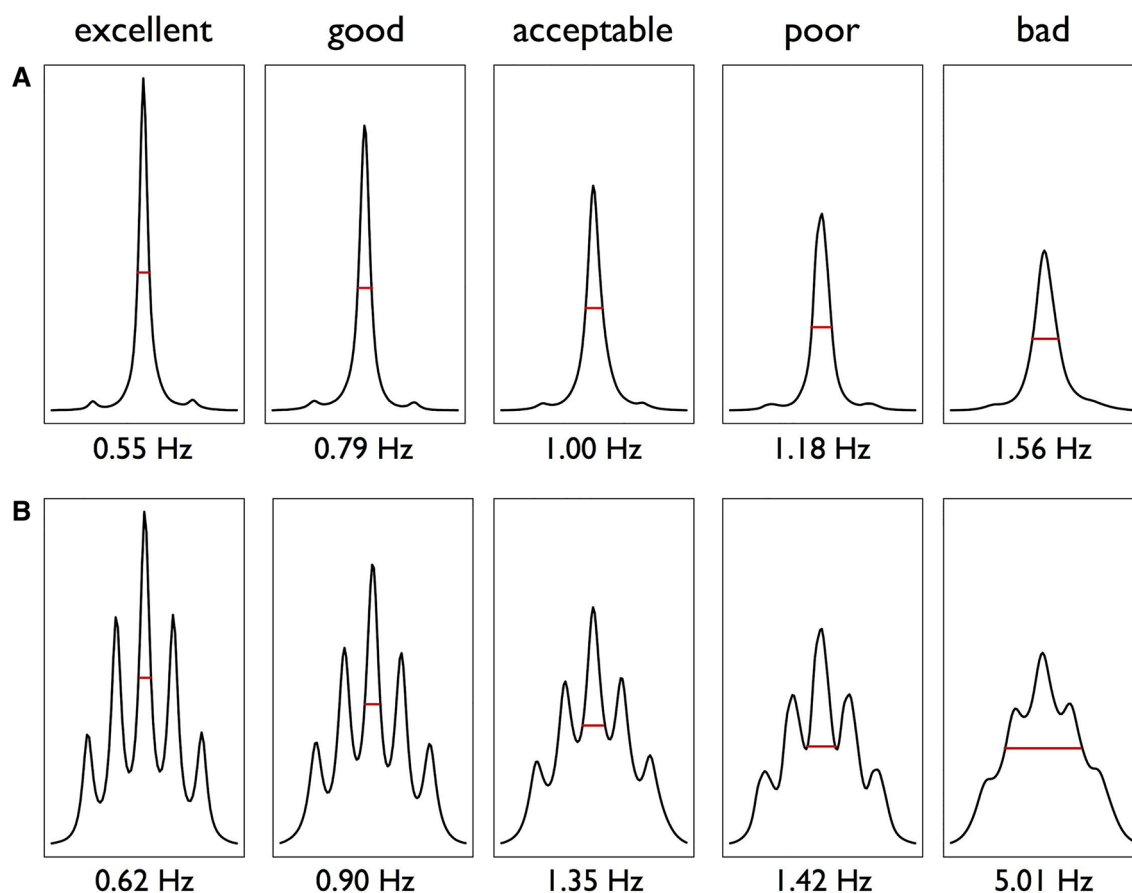 excellent good acceptable poor bad
A
0.55 Hz 0.79 Hz 1.00 Hz 1.18 Hz 1.56 Hz
B
0.62 Hz 0.90 Hz 1.35 Hz 1.42 Hz 5.01 Hz